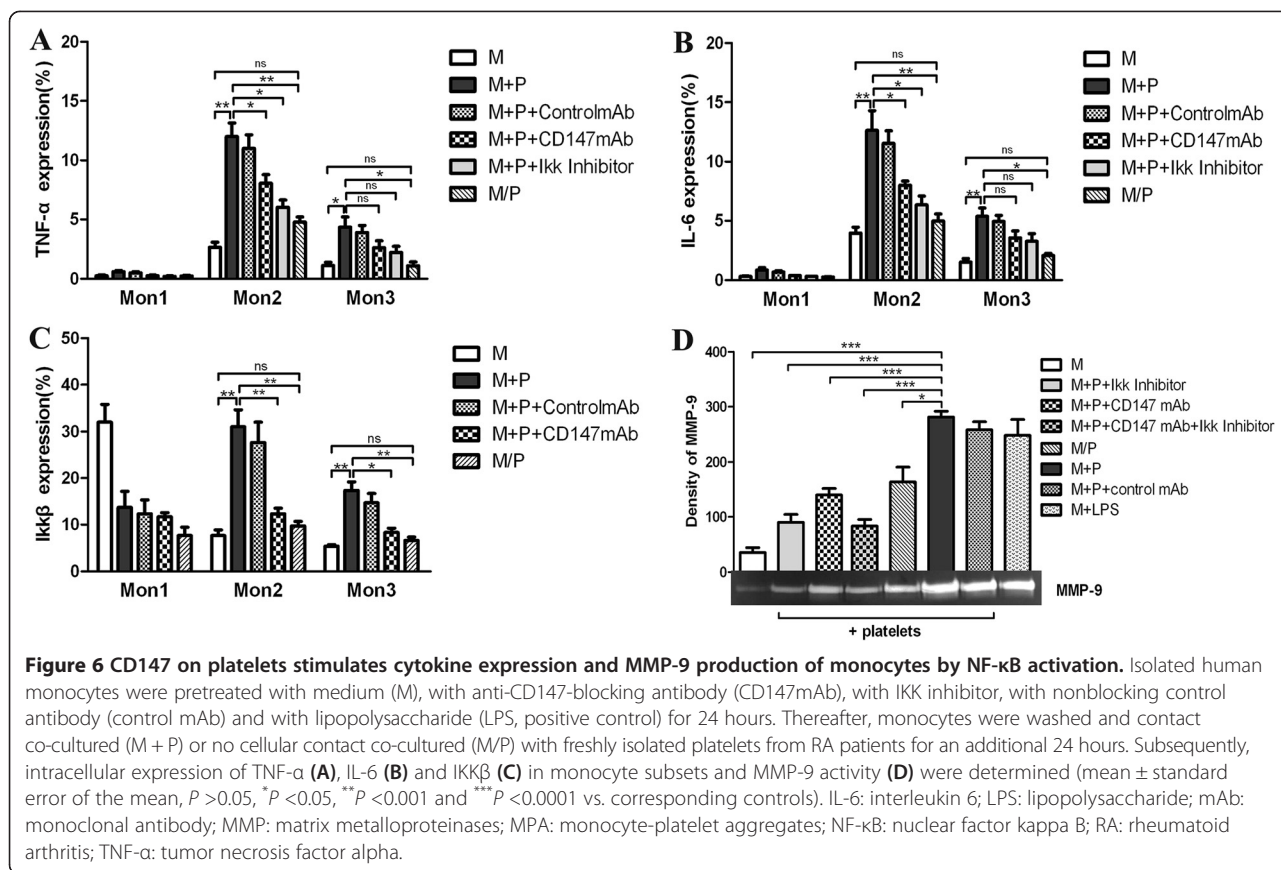 A
TNF-α expression(%)
20
15
10
5
0
ns
**
*
** *
ns
*
ns
* ns
Mon1 Mon2 Mon3
M
M+P
M+P+ControlmAb
M+P+CD147mAb
M+P+Ikk Inhibitor
M/P
B
IL-6 expression(%)
20
15
10
5
0
ns
**
*
** *
ns
*
ns
** ns
Mon1 Mon2 Mon3
M
M+P
M+P+ControlmAb
M+P+CD147mAb
M+P+Ikk Inhibitor
M/P
C
Ikkβ expression(%)
50
40
30
20
10
0
ns
**
** **
ns
**
** *
Mon1 Mon2 Mon3
M
M+P
M+P+ControlmAb
M+P+CD147mAb
M/P
D
Density of MMP-9
400
300
200
100
0
***
***
***
***
*
M
M+P+Ikk Inhibitor
M+P+CD147 mAb
M+P+CD147 mAb+Ikk Inhibitor
M/P
M+P
M+P+control mAb
M+LPS
MMP-9
+ platelets
Figure 6 CD147 on platelets stimulates cytokine expression and MMP-9 production of monocytes by NF-κB activation. Isolated human
monocytes were pretreated with medium (M), with anti-CD147-blocking antibody (CD147mAb), with IKK inhibitor, with nonblocking control
antibody (control mAb) and with lipopolysaccharide (LPS, positive control) for 24 hours. Thereafter, monocytes were washed and contact
co-cultured (M + P) or no cellular contact co-cultured (M/P) with freshly isolated platelets from RA patients for an additional 24 hours. Subsequently,
intracellular expression of TNF-α (A), IL-6 (B) and IKKβ (C) in monocyte subsets and MMP-9 activity (D) were determined (mean ± standard
error of the mean, P >0.05, *P <0.05, **P <0.001 and ***P <0.0001 vs. corresponding controls). IL-6: interleukin 6; LPS: lipopolysaccharide; mAb:
monoclonal antibody; MMP: matrix metalloproteinases; MPA: monocyte-platelet aggregates; NF-κB: nuclear factor kappa B; RA: rheumatoid
arthritis; TNF-α: tumor necrosis factor alpha.